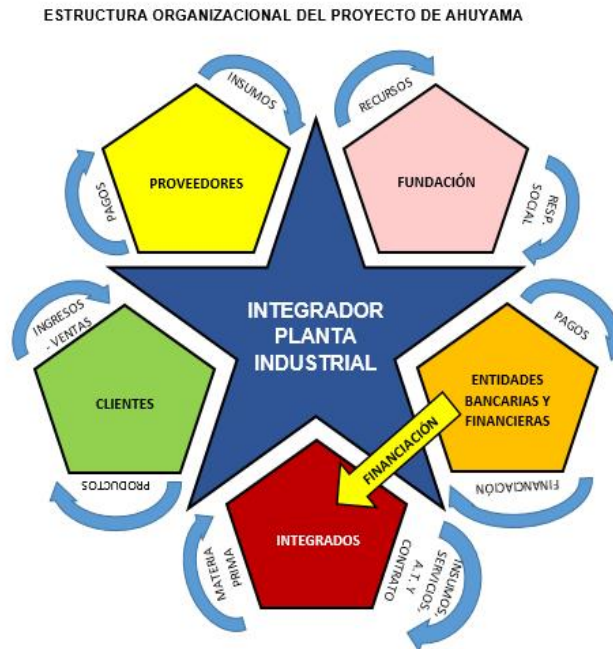 ESTRUCTURA ORGANIZACIONAL DEL PROYECTO DE AHUYAMA
INSUMOS
PAGOS
PROVEEDORES
RECURSOS
RESP.
SOCIAL
FUNDACIÓN
INTEGRADOR
PLANTA
INDUSTRIAL
INGRESOS
- VENTAS
CLIENTES
PRODUCTOS
PAGOS
ENTIDADES
BANCARIAS Y
FINANCIERAS
FINANCIACIÓN
FINANCIACIÓN
INTEGRADOS
MATERIA
PRIMA
INSUMOS,
SERVICIOS,
A.T. Y
CONTRATO